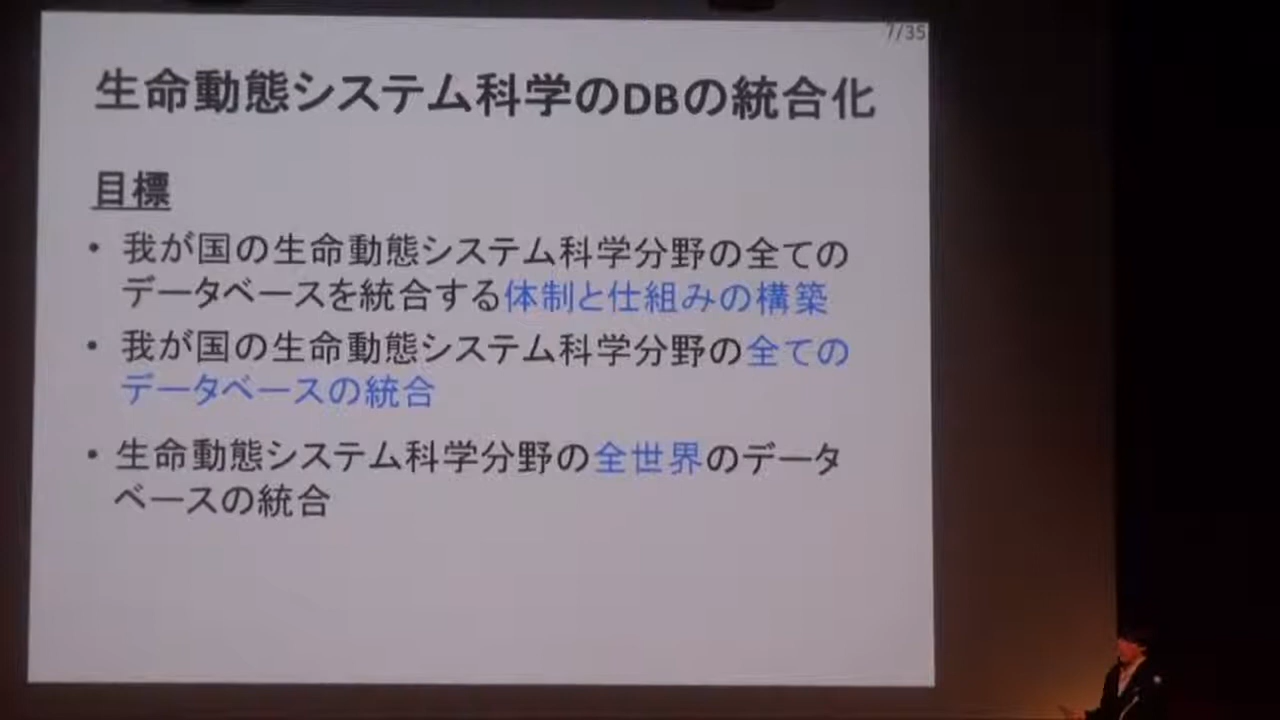 7/35
生命動態システム科学のDBの統合化
目標
• 我が国の生命動態システム科学分野の全ての
データベースを統合する体制と仕組みの構築
• 我が国の生命動態システム科学分野の全ての
データベースの統合
• 生命動態システム科学分野の全世界のデータ
ベースの統合